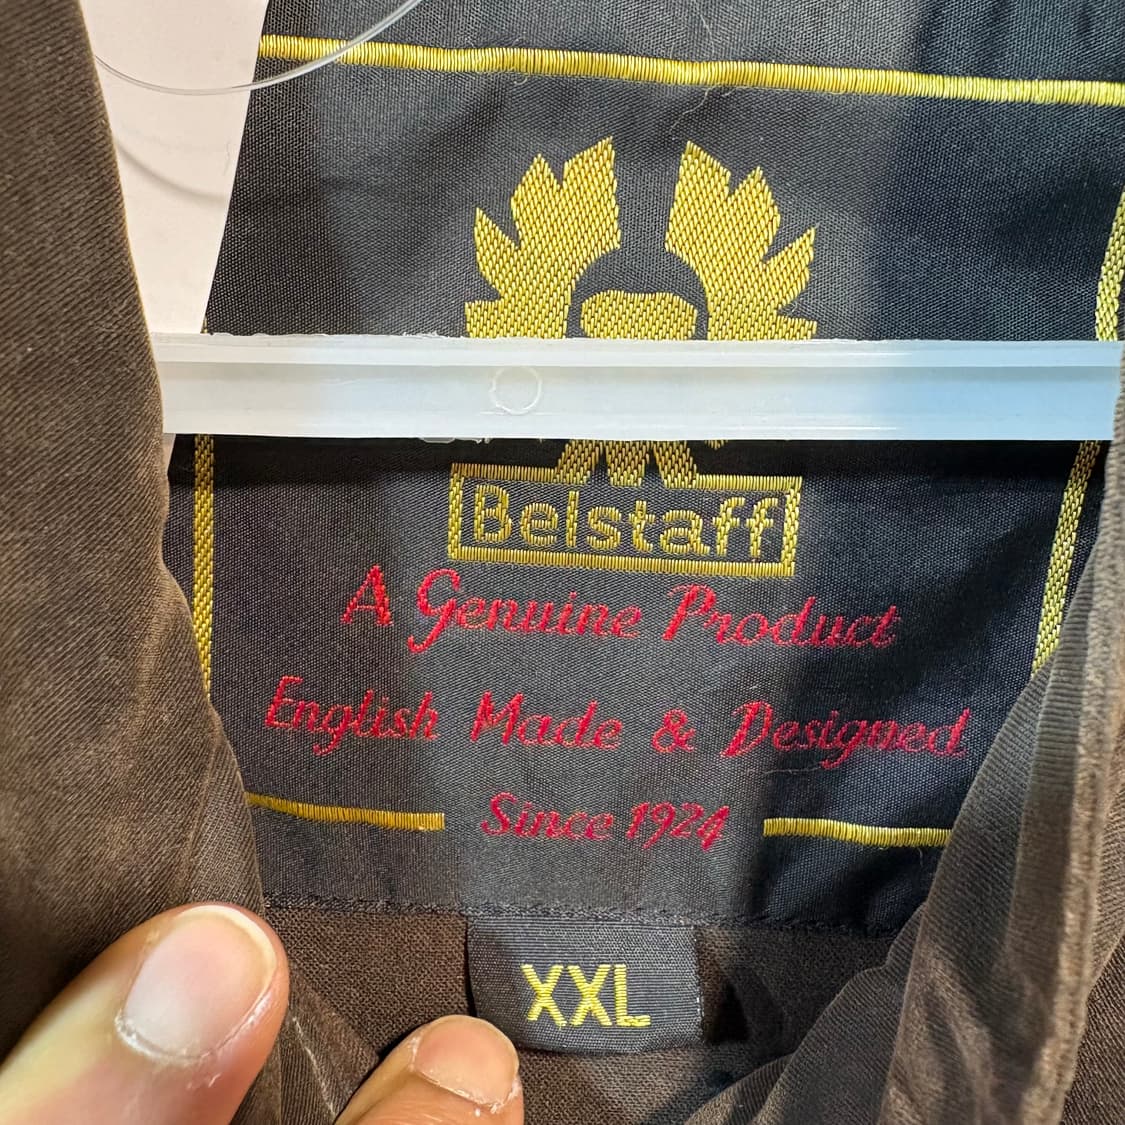 Belstaff
A Genuine Product
English Made & Designed
Since 1924
XXL